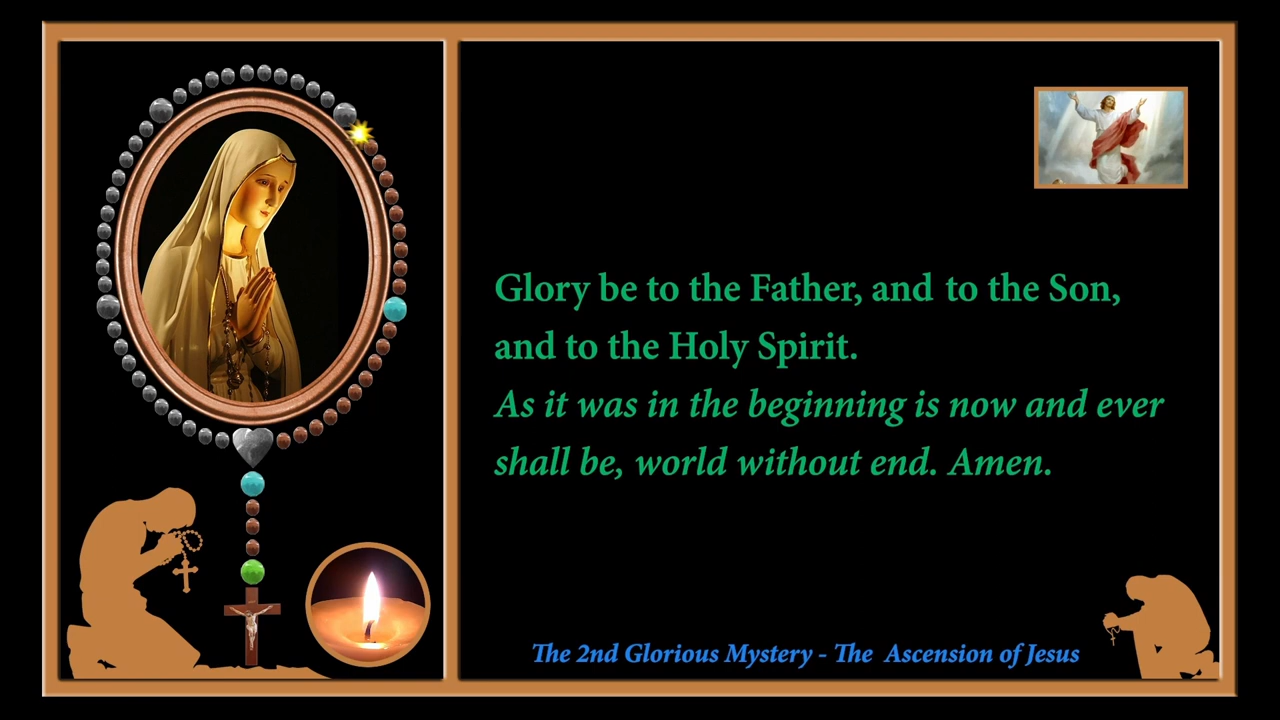 Glory be to the Father, and to the Son,
and to the Holy Spirit.
As it was in the beginning is now and ever
shall be, world without end. Amen.
The 2nd Glorious Mystery - The Ascension of Jesus